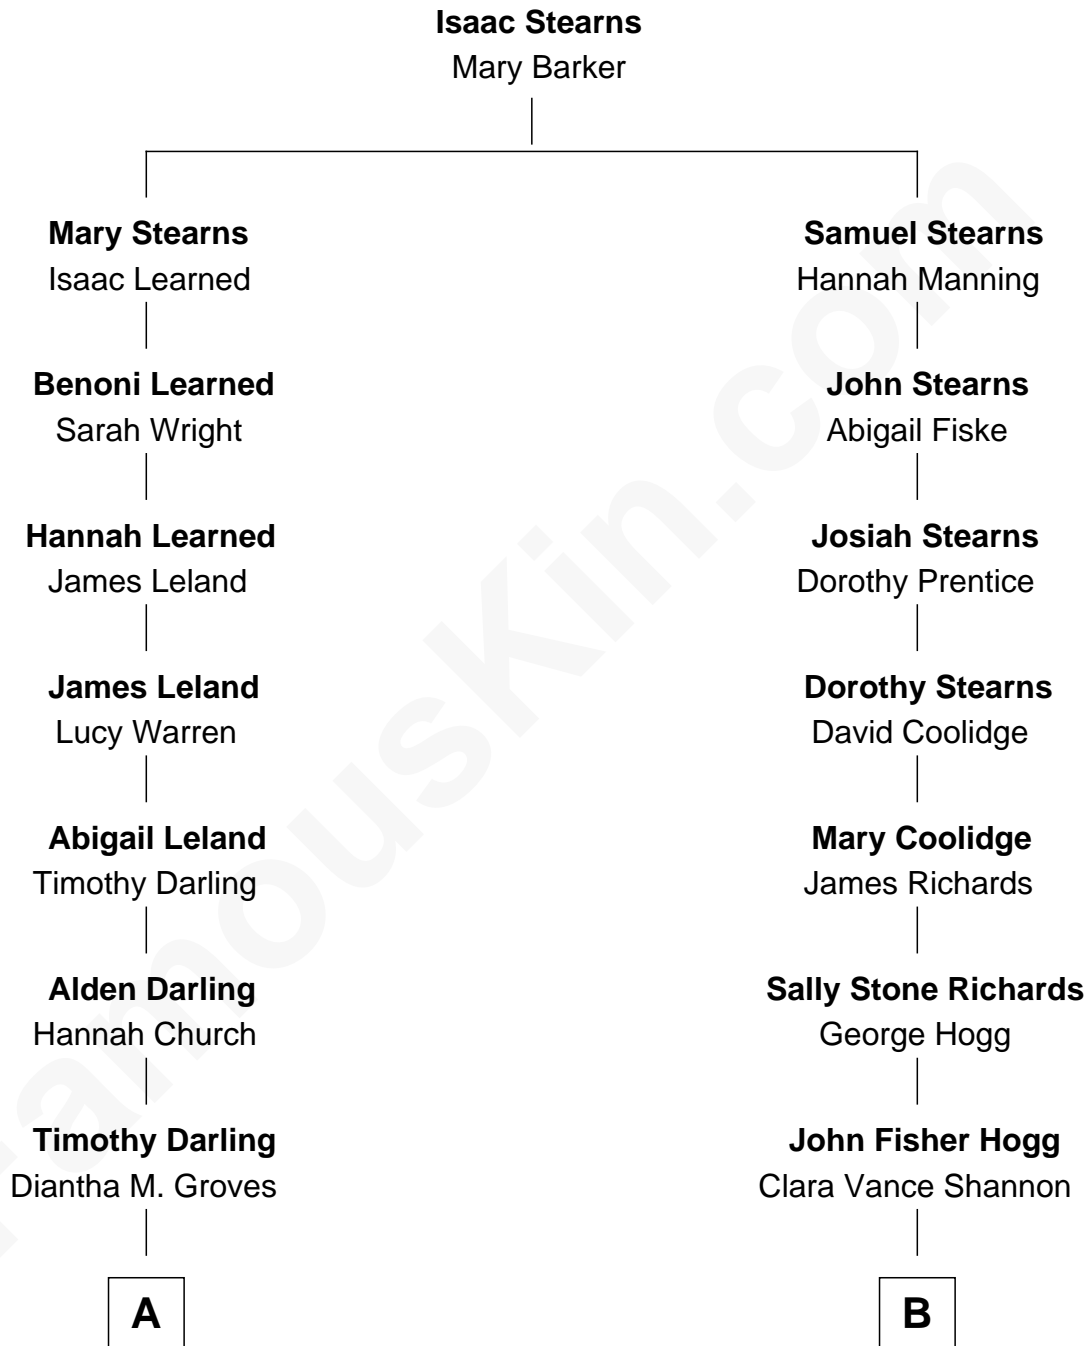 Isaac Stearns
Mary Barker
Mary Stearns
Isaac Learned
Samuel Stearns
Hannah Manning
Benoni Learned
Sarah Wright
John Stearns
Abigail Fiske
Hannah Learned
James Leland
Josiah Stearns
Dorothy Prentice
James Leland
Lucy Warren
Dorothy Stearns
David Coolidge
Abigail Leland
Timothy Darling
Mary Coolidge
James Richards
Alden Darling
Hannah Church
Sally Stone Richards
George Hogg
Timothy Darling
Diantha M. Groves
John Fisher Hogg
Clara Vance Shannon
A
B
FamousKin.com